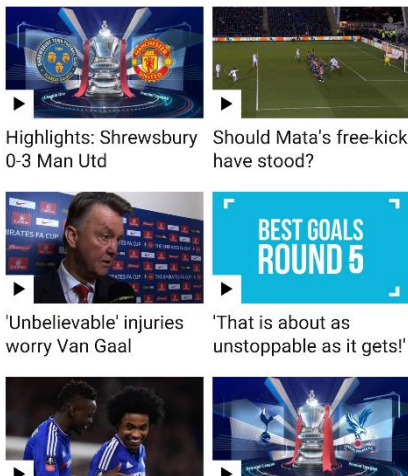 Highlights: Shrewsbury
0-3 Man Utd
Should Mata's free-kick
have stood?
BEST GOALS
ROUND 5
'Unbelievable' injuries
worry Van Gaal
'That is about as
unstoppable as it gets!'